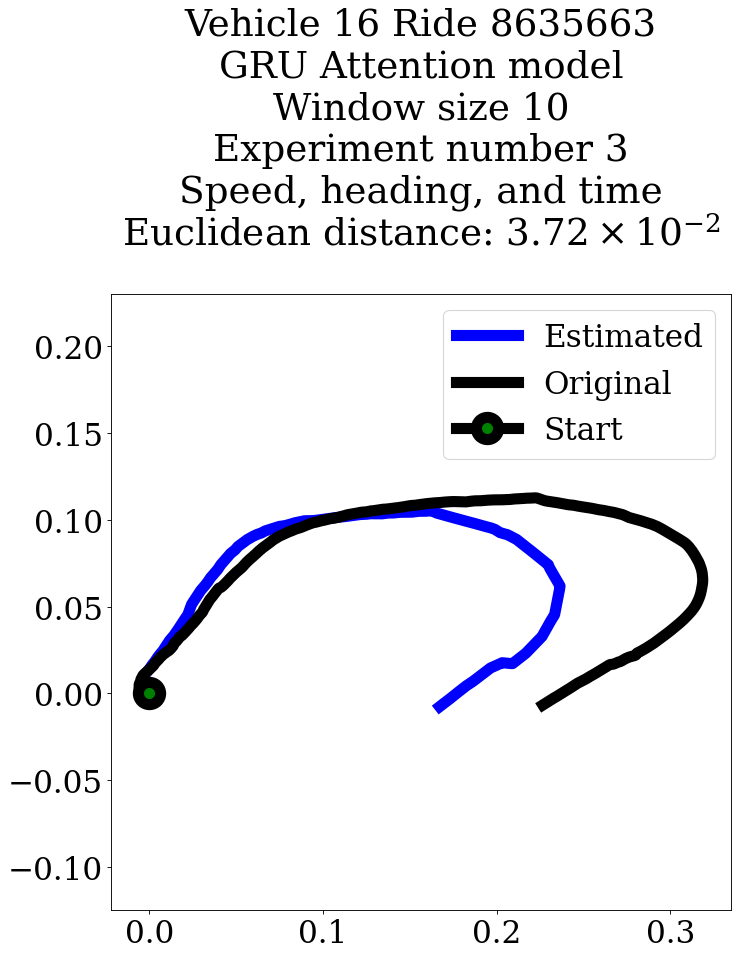 Vehicle 16 Ride 8635663
GRU Attention model
Window size 10
Experiment number 3
Speed, heading, and time
Euclidean distance: 3.72 × 10⁻²
Estimated
Original
Start
0.20
0.15
0.10
0.05
0.00
−0.05
−0.10
0.0 0.1 0.2 0.3